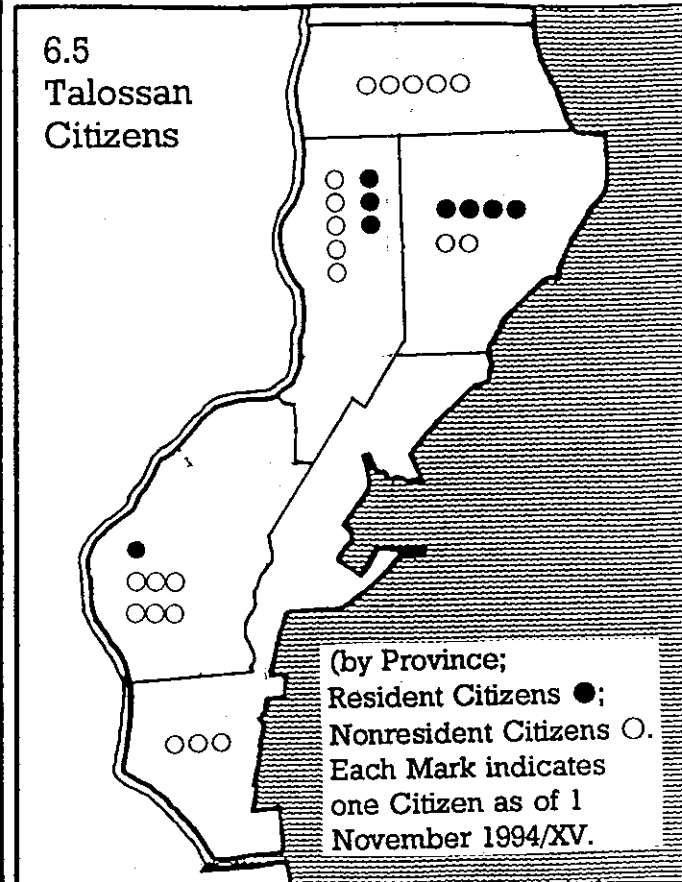 6.5
Talossan
Citizens
(by Province;
Resident Citizens ●;
Nonresident Citizens ○.
Each Mark indicates
one Citizen as of 1
November 1994/XV.